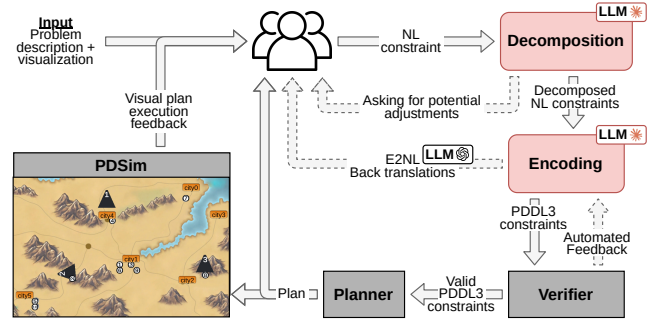 Input
Problem
description +
visualization
NL
constraint
LLM
Decomposition
Visual plan
execution
feedback
Asking for potential
adjustments
Decomposed
NL constraints
LLM
E2NL
LLM
Back translations
Encoding
PDSim
city0
city4
city3
city1
city2
city5
PDDL3
constraints
Automated
Feedback
Plan
Planner
Valid
PDDL3
constraints
Verifier